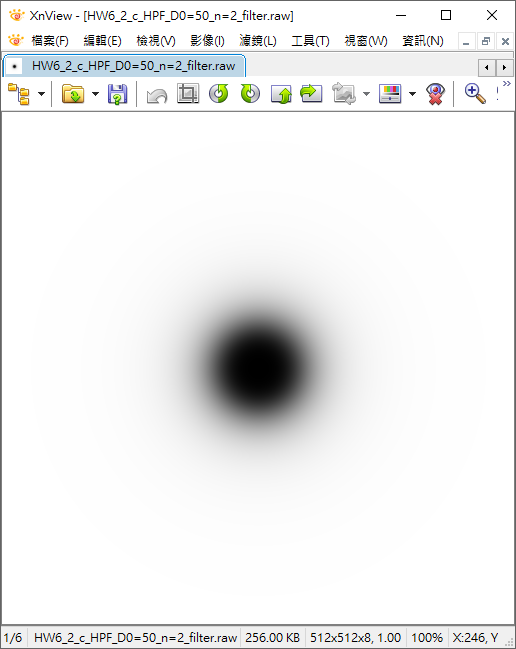 XnView - [HW6_2_c_HPF_D0=50_n=2_filter.raw]
檔案(F) 編輯(E) 檢視(V) 影像(I) 濾鏡(L) 工具(T) 視窗(W) 資訊(N)
HW6_2_c_HPF_D0=50_n=2_filter.raw
1/6 HW6_2_c_HPF_D0=50_n=2_filter.raw 256.00 KB 512x512x8, 1.00 100% X:246, Y